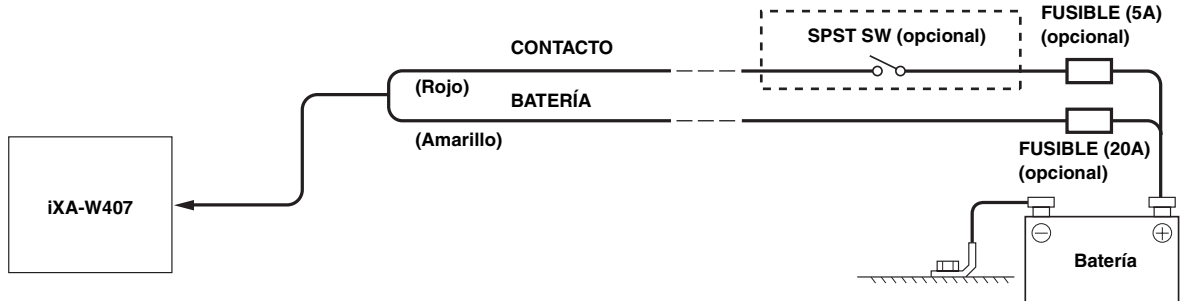 FUSIBLE (5A)
(opcional)
SPST SW (opcional)
CONTACTO
(Rojo)
BATERÍA
(Amarillo)
FUSIBLE (20A)
(opcional)
iXA-W407
Batería